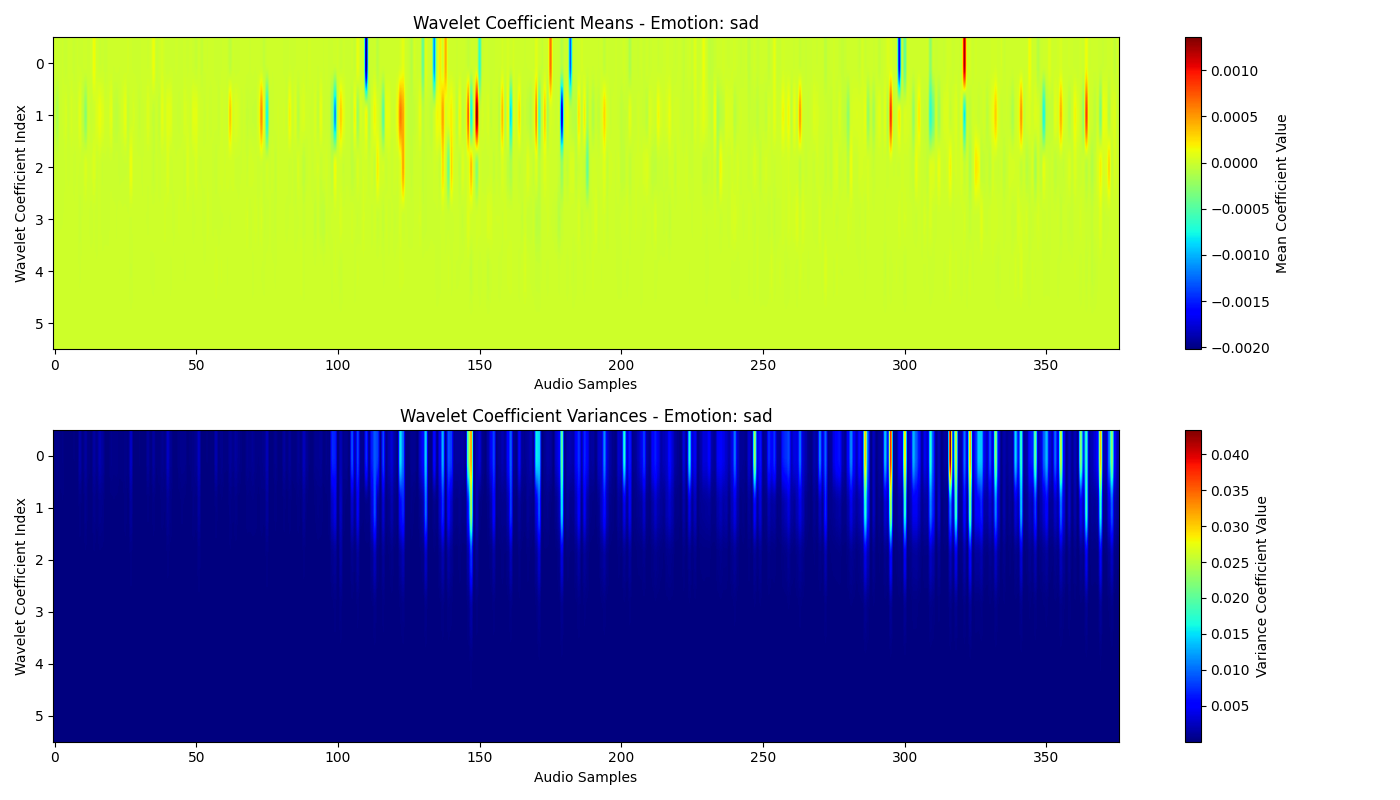 Wavelet Coefficient Means - Emotion: sad
Wavelet Coefficient Index
0
1
2
3
4
5
0 50 100 150 200 250 300 350
Audio Samples
0.0010
0.0005
0.0000
−0.0005
−0.0010
−0.0015
−0.0020
Mean Coefficient Value
Wavelet Coefficient Variances - Emotion: sad
Wavelet Coefficient Index
0
1
2
3
4
5
0 50 100 150 200 250 300 350
Audio Samples
0.040
0.035
0.030
0.025
0.020
0.015
0.010
0.005
Variance Coefficient Value